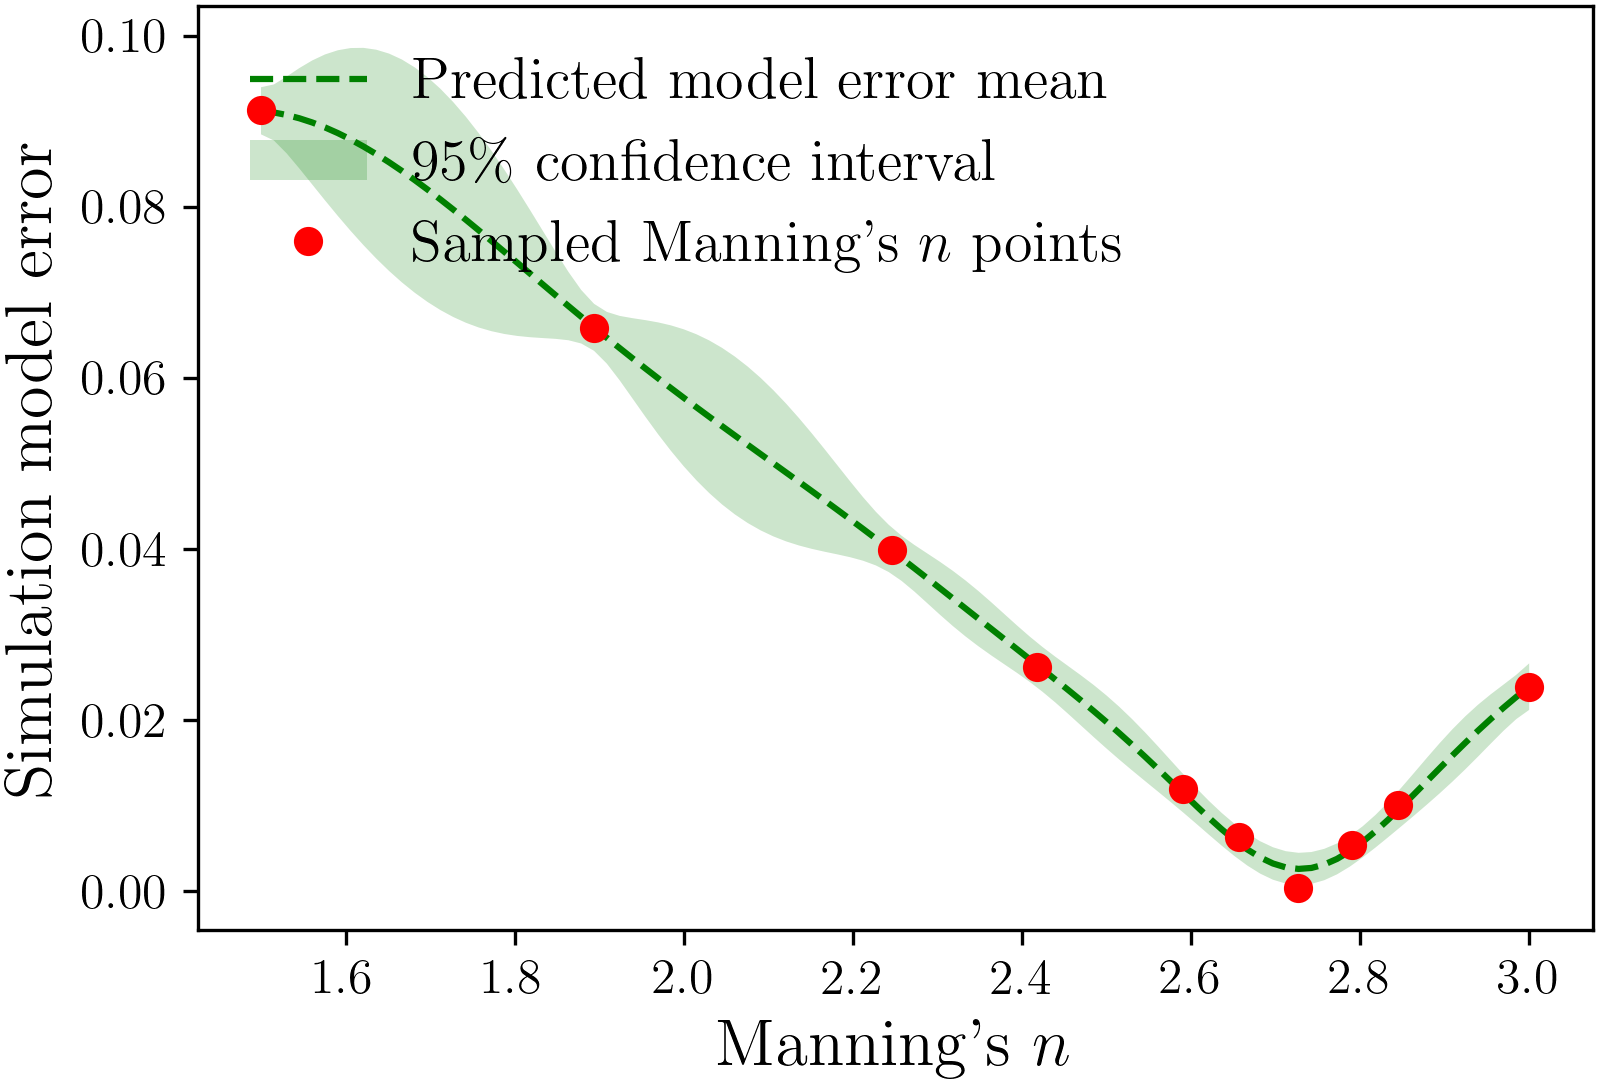 Predicted model error mean
95% confidence interval
Sampled Manning's n points
Simulation model error
0.10
0.08
0.06
0.04
0.02
0.00
1.6 1.8 2.0 2.2 2.4 2.6 2.8 3.0
Manning's n